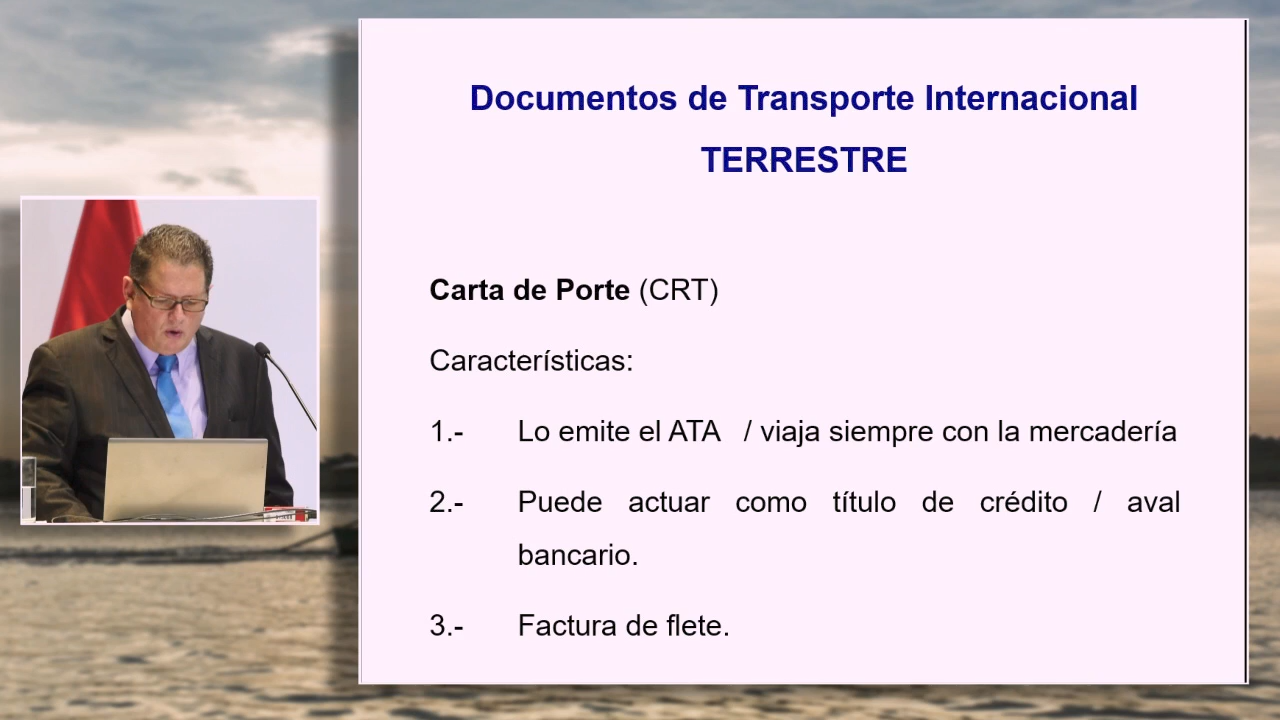 Documentos de Transporte Internacional
TERRESTRE
Carta de Porte (CRT)
Características:
1.- Lo emite el ATA / viaja siempre con la mercadería
2.- Puede actuar como título de crédito / aval
bancario.
3.- Factura de flete.